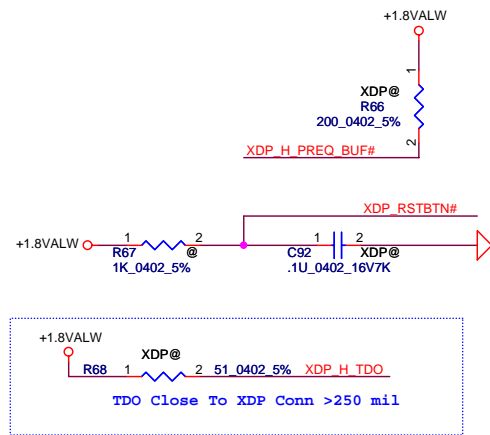 +1.8VALW
1
XDP@
R66
200_0402_5%
2
XDP_H_PREQ_BUF#
XDP_RSTBTN#
+1.8VALW 1 2 1 2
R67 @ C92 XDP@
1K_0402_5% .1U_0402_16V7K
+1.8VALW
XDP@
R68 1 2 51_0402_5% XDP_H_TDO
TDO Close To XDP Conn >250 mil